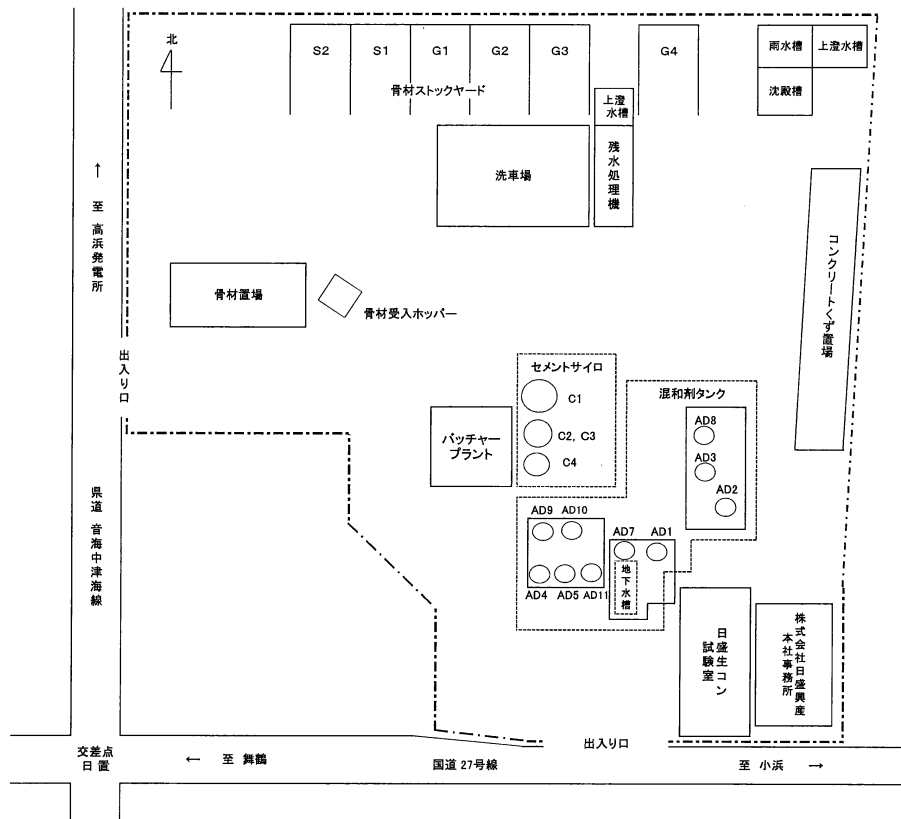 北
S2
S1
G1
G2
G3
G4
骨材ストックヤード
雨水槽
上澄水槽
沈殿槽
上澄
水槽
残水処理機
洗車場
↑ 至 高浜発電所
骨材置場
骨材受入ホッパー
コンクリートくず置場
出入り口
セメントサイロ
C1
C2, C3
C4
バッチャー
プラント
混和剤タンク
AD8
AD3
AD2
AD9
AD10
AD7
AD1
AD4
AD5
AD11
地下水槽
県道 音海中津海線
日盛生コン
試験室
株式会社日盛興産
本社事務所
出入り口
交差点
日置
← 至 舞鶴
国道27号線
至 小浜 →